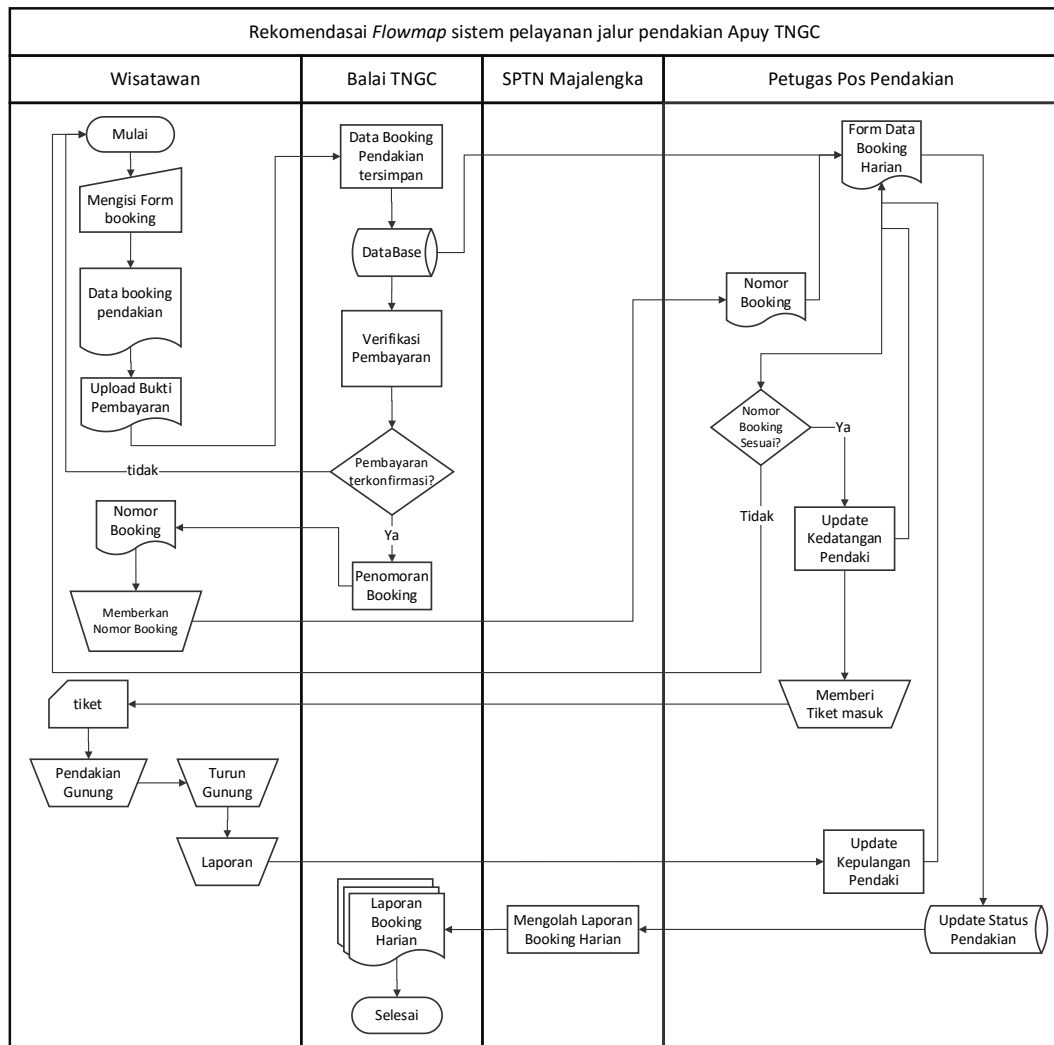 Rekomendasai Flowmap sistem pelayanan jalur pendakian Apuy TNGC
Wisatawan
Balai TNGC
SPTN Majalengka
Petugas Pos Pendakian
Mulai
Mengisi Form
booking
Data booking
pendakian
Upload Bukti
Pembayaran
tidak
Nomor
Booking
Memberkan
Nomor Booking
tiket
Pendakian
Gunung
Turun
Gunung
Laporan
Data Booking
Pendakian
tersimpan
DataBase
Verifikasi
Pembayaran
Pembayaran
terkonfirmasi?
Ya
Penomoran
Booking
Laporan
Booking
Harian
Selesai
Mengolah Laporan
Booking Harian
Form Data
Booking
Harian
Nomor
Booking
Nomor
Booking
Sesuai?
Ya
Tidak
Update
Kedatangan
Pendaki
Memberi
Tiket masuk
Update
Kepulangan
Pendaki
Update Status
Pendakian